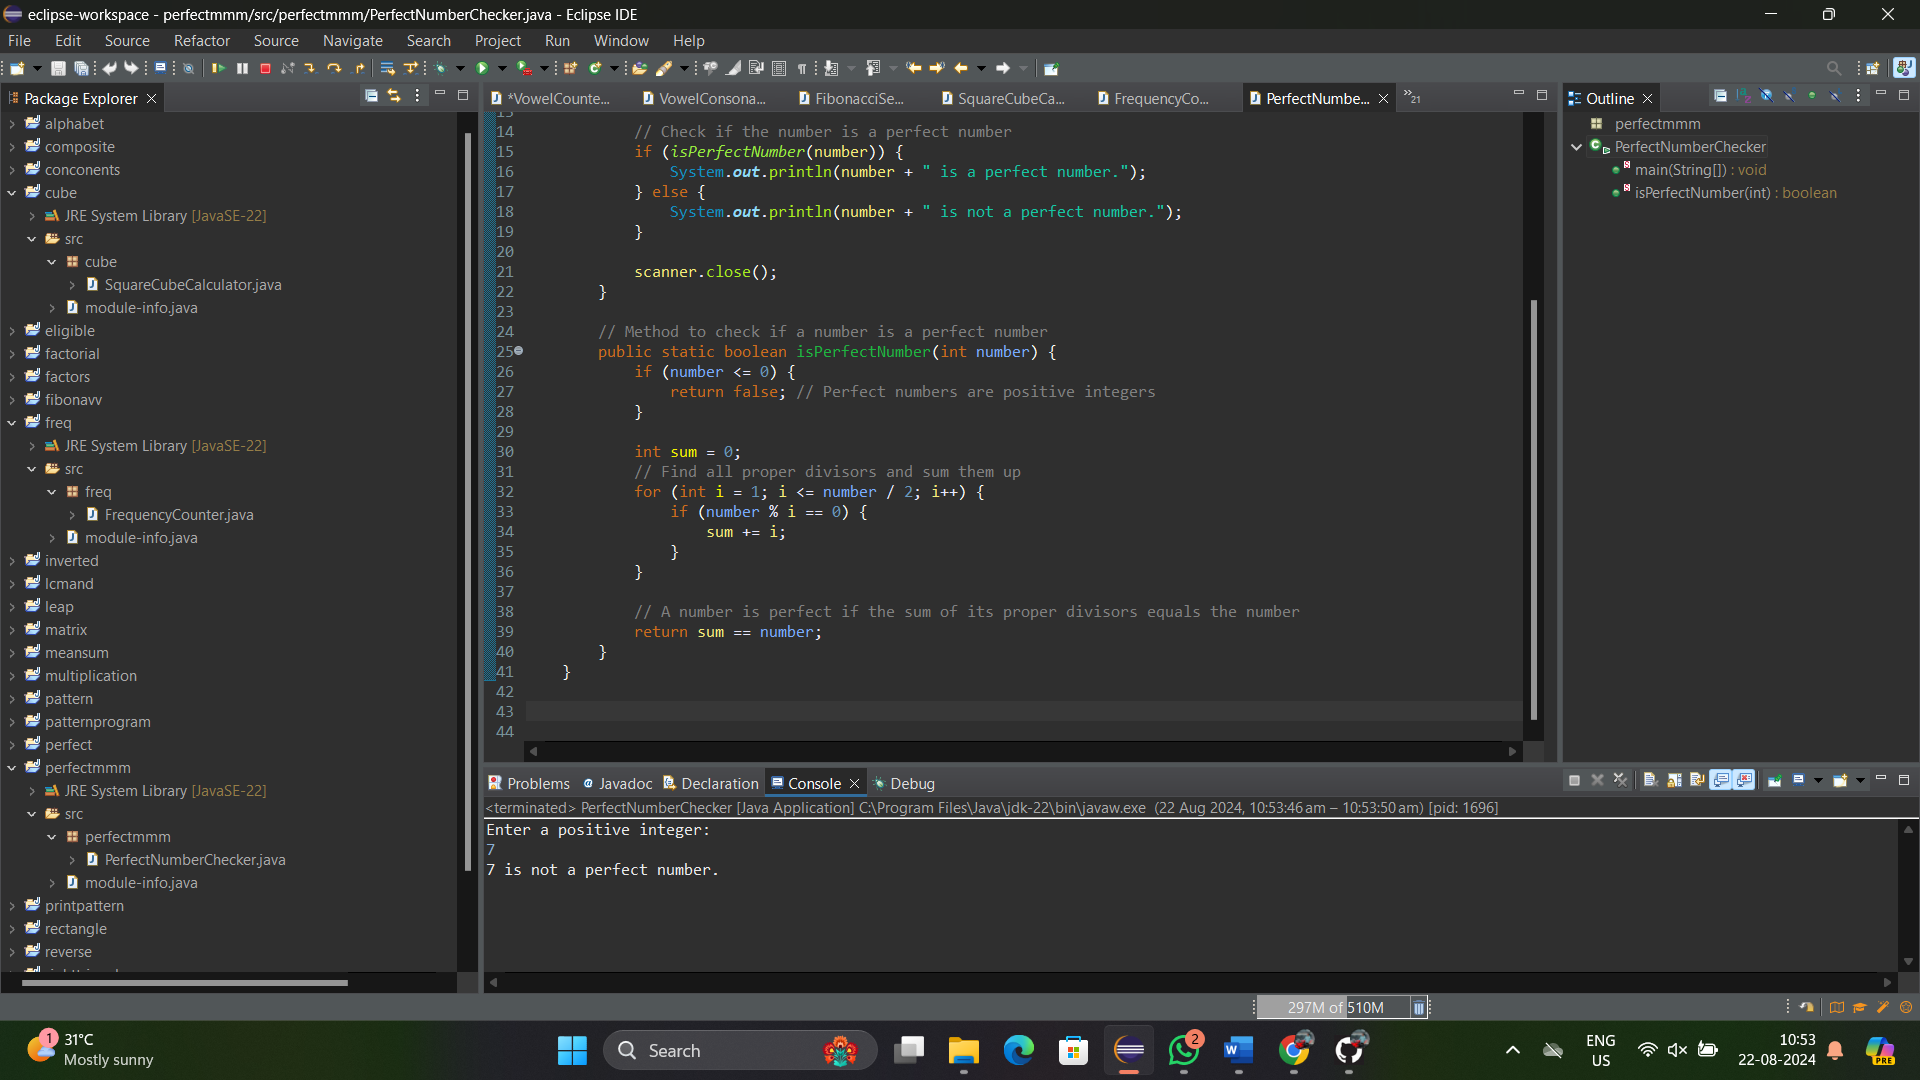 eclipse-workspace - perfectmmm/src/perfectmmm/PerfectNumberChecker.java - Eclipse IDE
File Edit Source Refactor Source Navigate Search Project Run Window Help
Package Explorer
alphabet
composite
conconents
cube
JRE System Library [JavaSE-22]
src
cube
SquareCubeCalculator.java
module-info.java
eligible
factorial
factors
fibonavv
freq
JRE System Library [JavaSE-22]
src
freq
FrequencyCounter.java
module-info.java
inverted
lcmand
leap
matrix
meansum
multiplication
pattern
patternprogram
perfect
perfectmmm
JRE System Library [JavaSE-22]
src
perfectmmm
PerfectNumberChecker.java
module-info.java
printpattern
rectangle
reverse
*VowelCounte... VowelConsona... FibonacciSe... SquareCubeCa... FrequencyCo... PerfectNumbe... »21
14 // Check if the number is a perfect number
15 if (isPerfectNumber(number)) {
16 System.out.println(number + " is a perfect number.");
17 } else {
18 System.out.println(number + " is not a perfect number.");
19 }
20
21 scanner.close();
22 }
23
24 // Method to check if a number is a perfect number
25 public static boolean isPerfectNumber(int number) {
26 if (number <= 0) {
27 return false; // Perfect numbers are positive integers
28 }
29
30 int sum = 0;
31 // Find all proper divisors and sum them up
32 for (int i = 1; i <= number / 2; i++) {
33 if (number % i == 0) {
34 sum += i;
35 }
36 }
37
38 // A number is perfect if the sum of its proper divisors equals the number
39 return sum == number;
40 }
41 }
42
43
44
Outline
perfectmmm
PerfectNumberChecker
main(String[]) : void
isPerfectNumber(int) : boolean
Problems Javadoc Declaration Console Debug
<terminated> PerfectNumberChecker [Java Application] C:\Program Files\Java\jdk-22\bin\javaw.exe (22 Aug 2024, 10:53:46 am – 10:53:50 am) [pid: 1696]
Enter a positive integer:
7
7 is not a perfect number.
297M of 510M
1
31°C
Mostly sunny
Search
2
ENG
US
10:53
22-08-2024
PRE